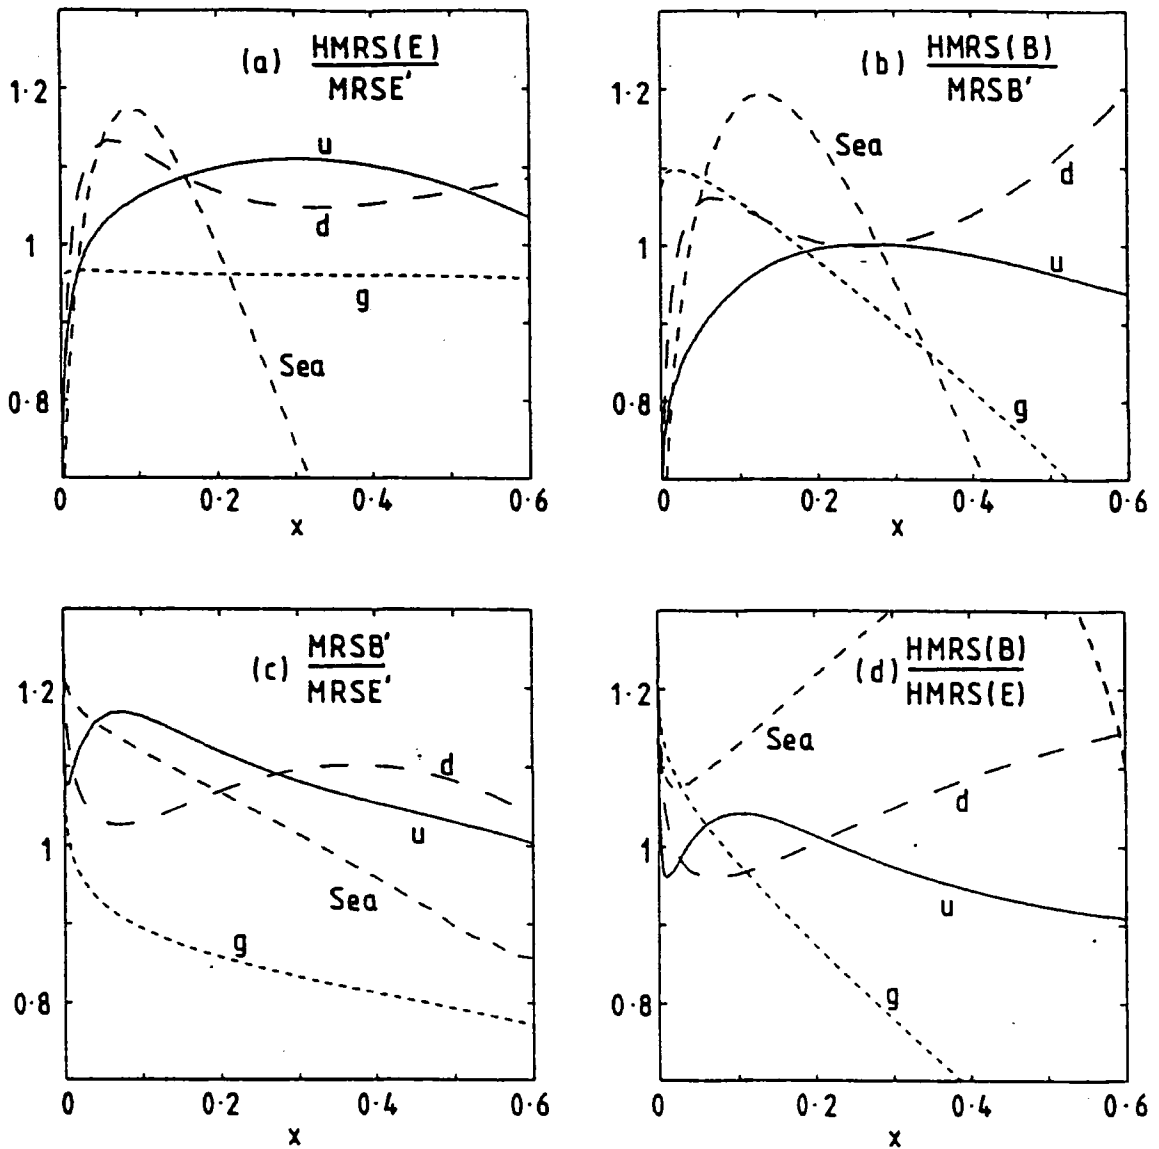 (a) HMRS(E)
MRSE'
1·2
1
0·8
u
d
g
Sea
0 0·2 0·4 0·6
x
(b) HMRS(B)
MRSB'
1·2
1
0·8
Sea
d
u
g
0 0·2 0·4 0·6
x
(c) MRSB'
MRSE'
1·2
1
0·8
d
u
Sea
g
0 0·2 0·4 0·6
x
(d) HMRS(B)
HMRS(E)
1·2
1
0·8
Sea
d
u
g
0 0·2 0·4 0·6
x